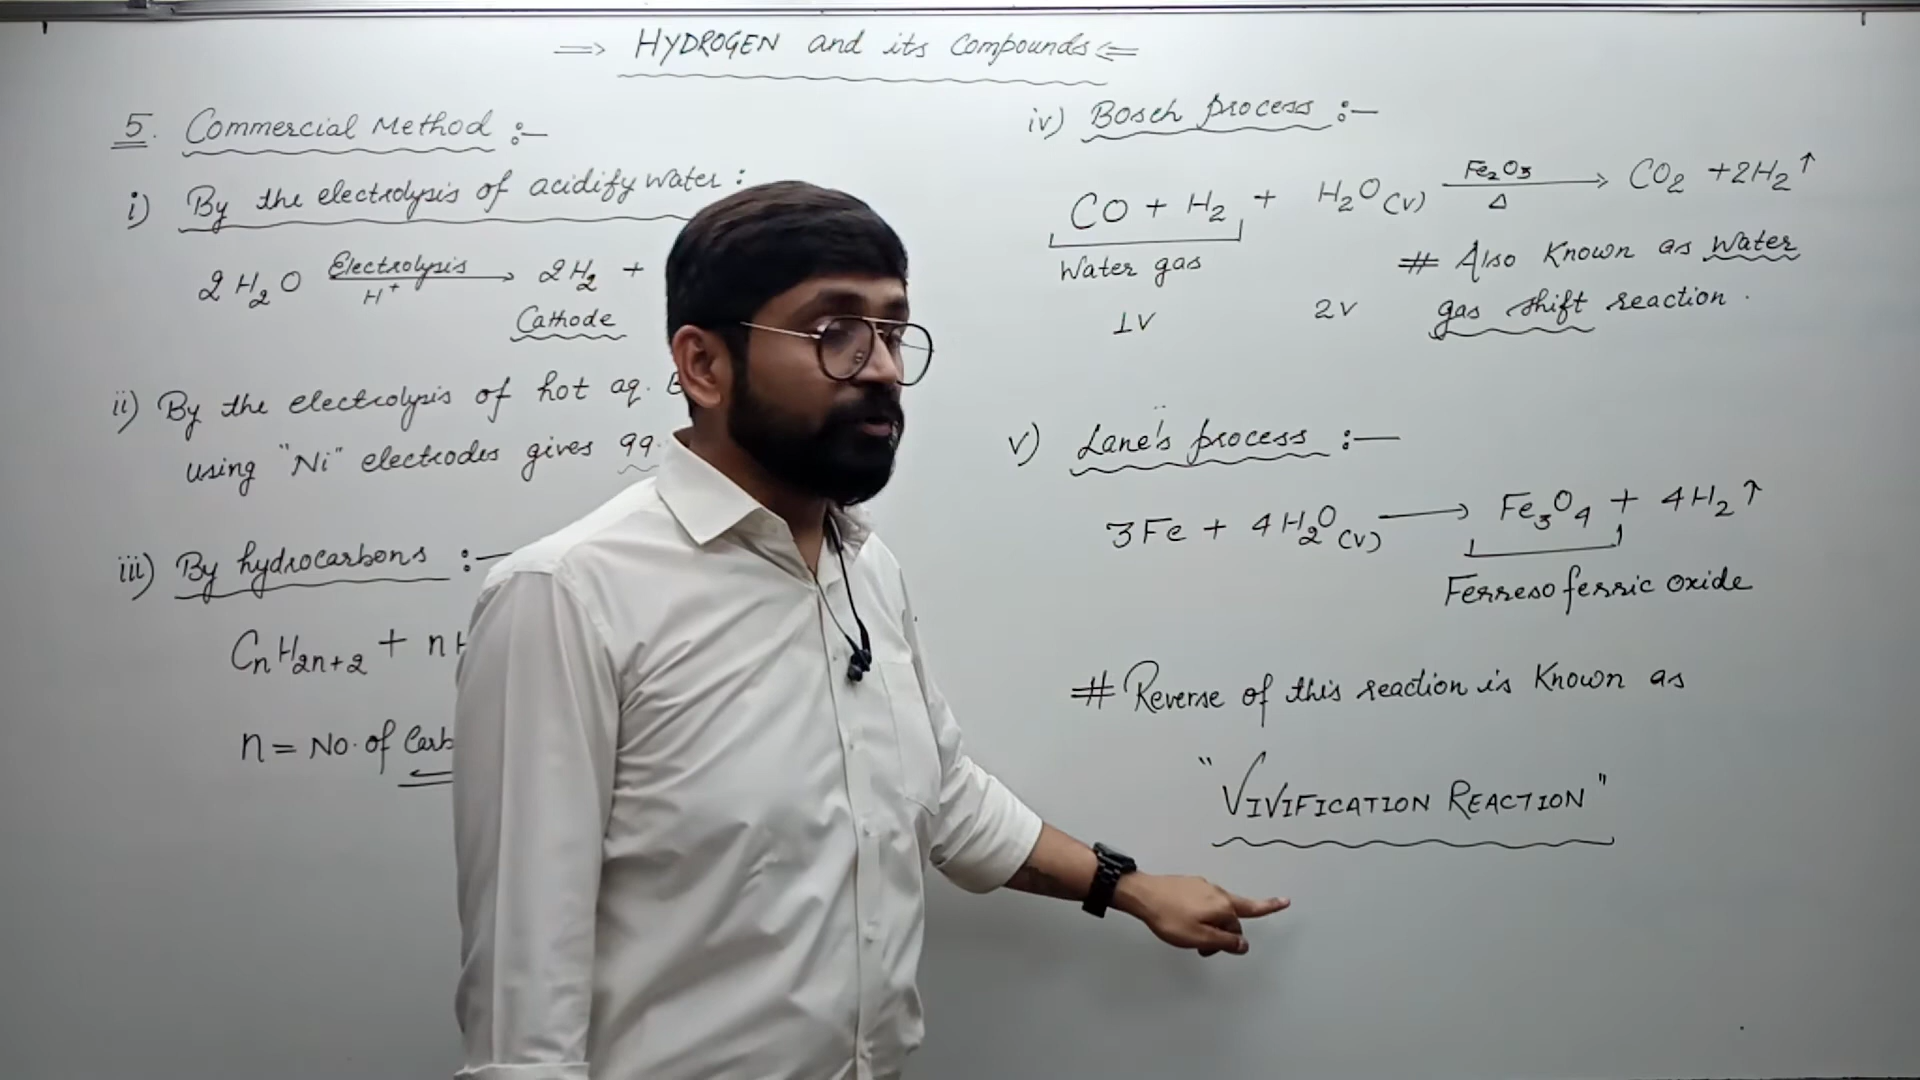 ⇒ HYDROGEN and its Compounds ⇐
5. Commercial Method :-
i) By the electrolysis of acidify water :
2H₂O Electrolysis H⁺ → 2H₂ +
Cathode
ii) By the electrolysis of hot aq.
using "Ni" electrodes gives 99.
iii) By hydrocarbons :-
CnH2n+2 + n
n = No. of
iv) Bosch process :-
CO + H₂ + H₂O(v) Fe₂O₃ Δ → CO₂ + 2H₂↑
Water gas
1V 2V
# Also Known as Water
gas shift reaction.
v) Lane's process :-
3Fe + 4H₂O(v) → Fe₃O₄ + 4H₂↑
Ferreso ferric oxide
# Reverse of this reaction is Known as
"VIVIFICATION REACTION"